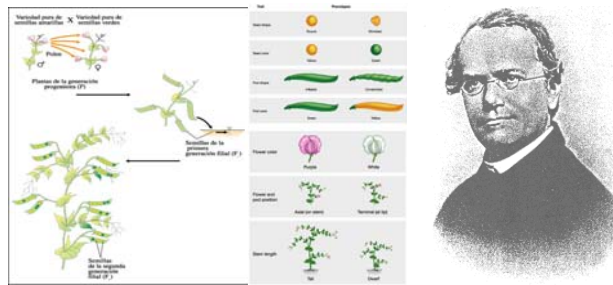 Variedad pura de
semillas amarillas
X
Variedad pura de
semillas verdes
Polen
♂
♀
Plantas de la generación
progenitora (P)
Semillas de la
primera
generación filial (F
Semillas
de la segunda
generación
filial (F
Trait
Phenotypes
Seed shape
Round
Wrinkled
Seed color
Yellow
Green
Pod shape
Inflated
Constricted
Pod color
Green
Yellow
Flower color
Purple
White
Flower and
pod position
Axial (on stem)
Terminal (at tip)
Stem length
Tall
Dwarf